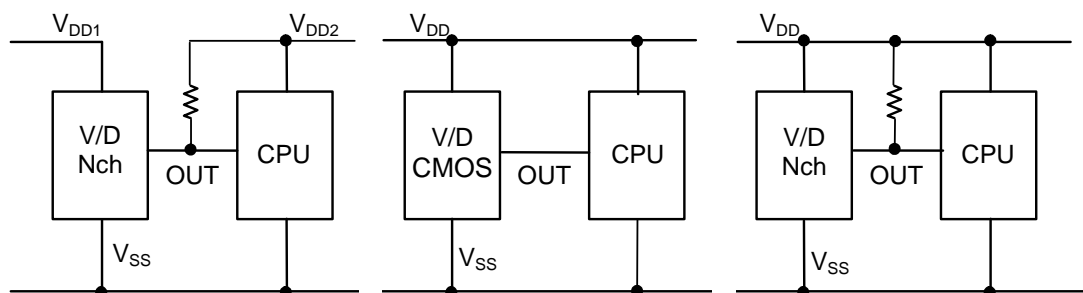 VDD1
VDD2
V/D
Nch
OUT
CPU
VSS
VDD
V/D
CMOS
OUT
CPU
VSS
VDD
V/D
Nch
OUT
CPU
VSS